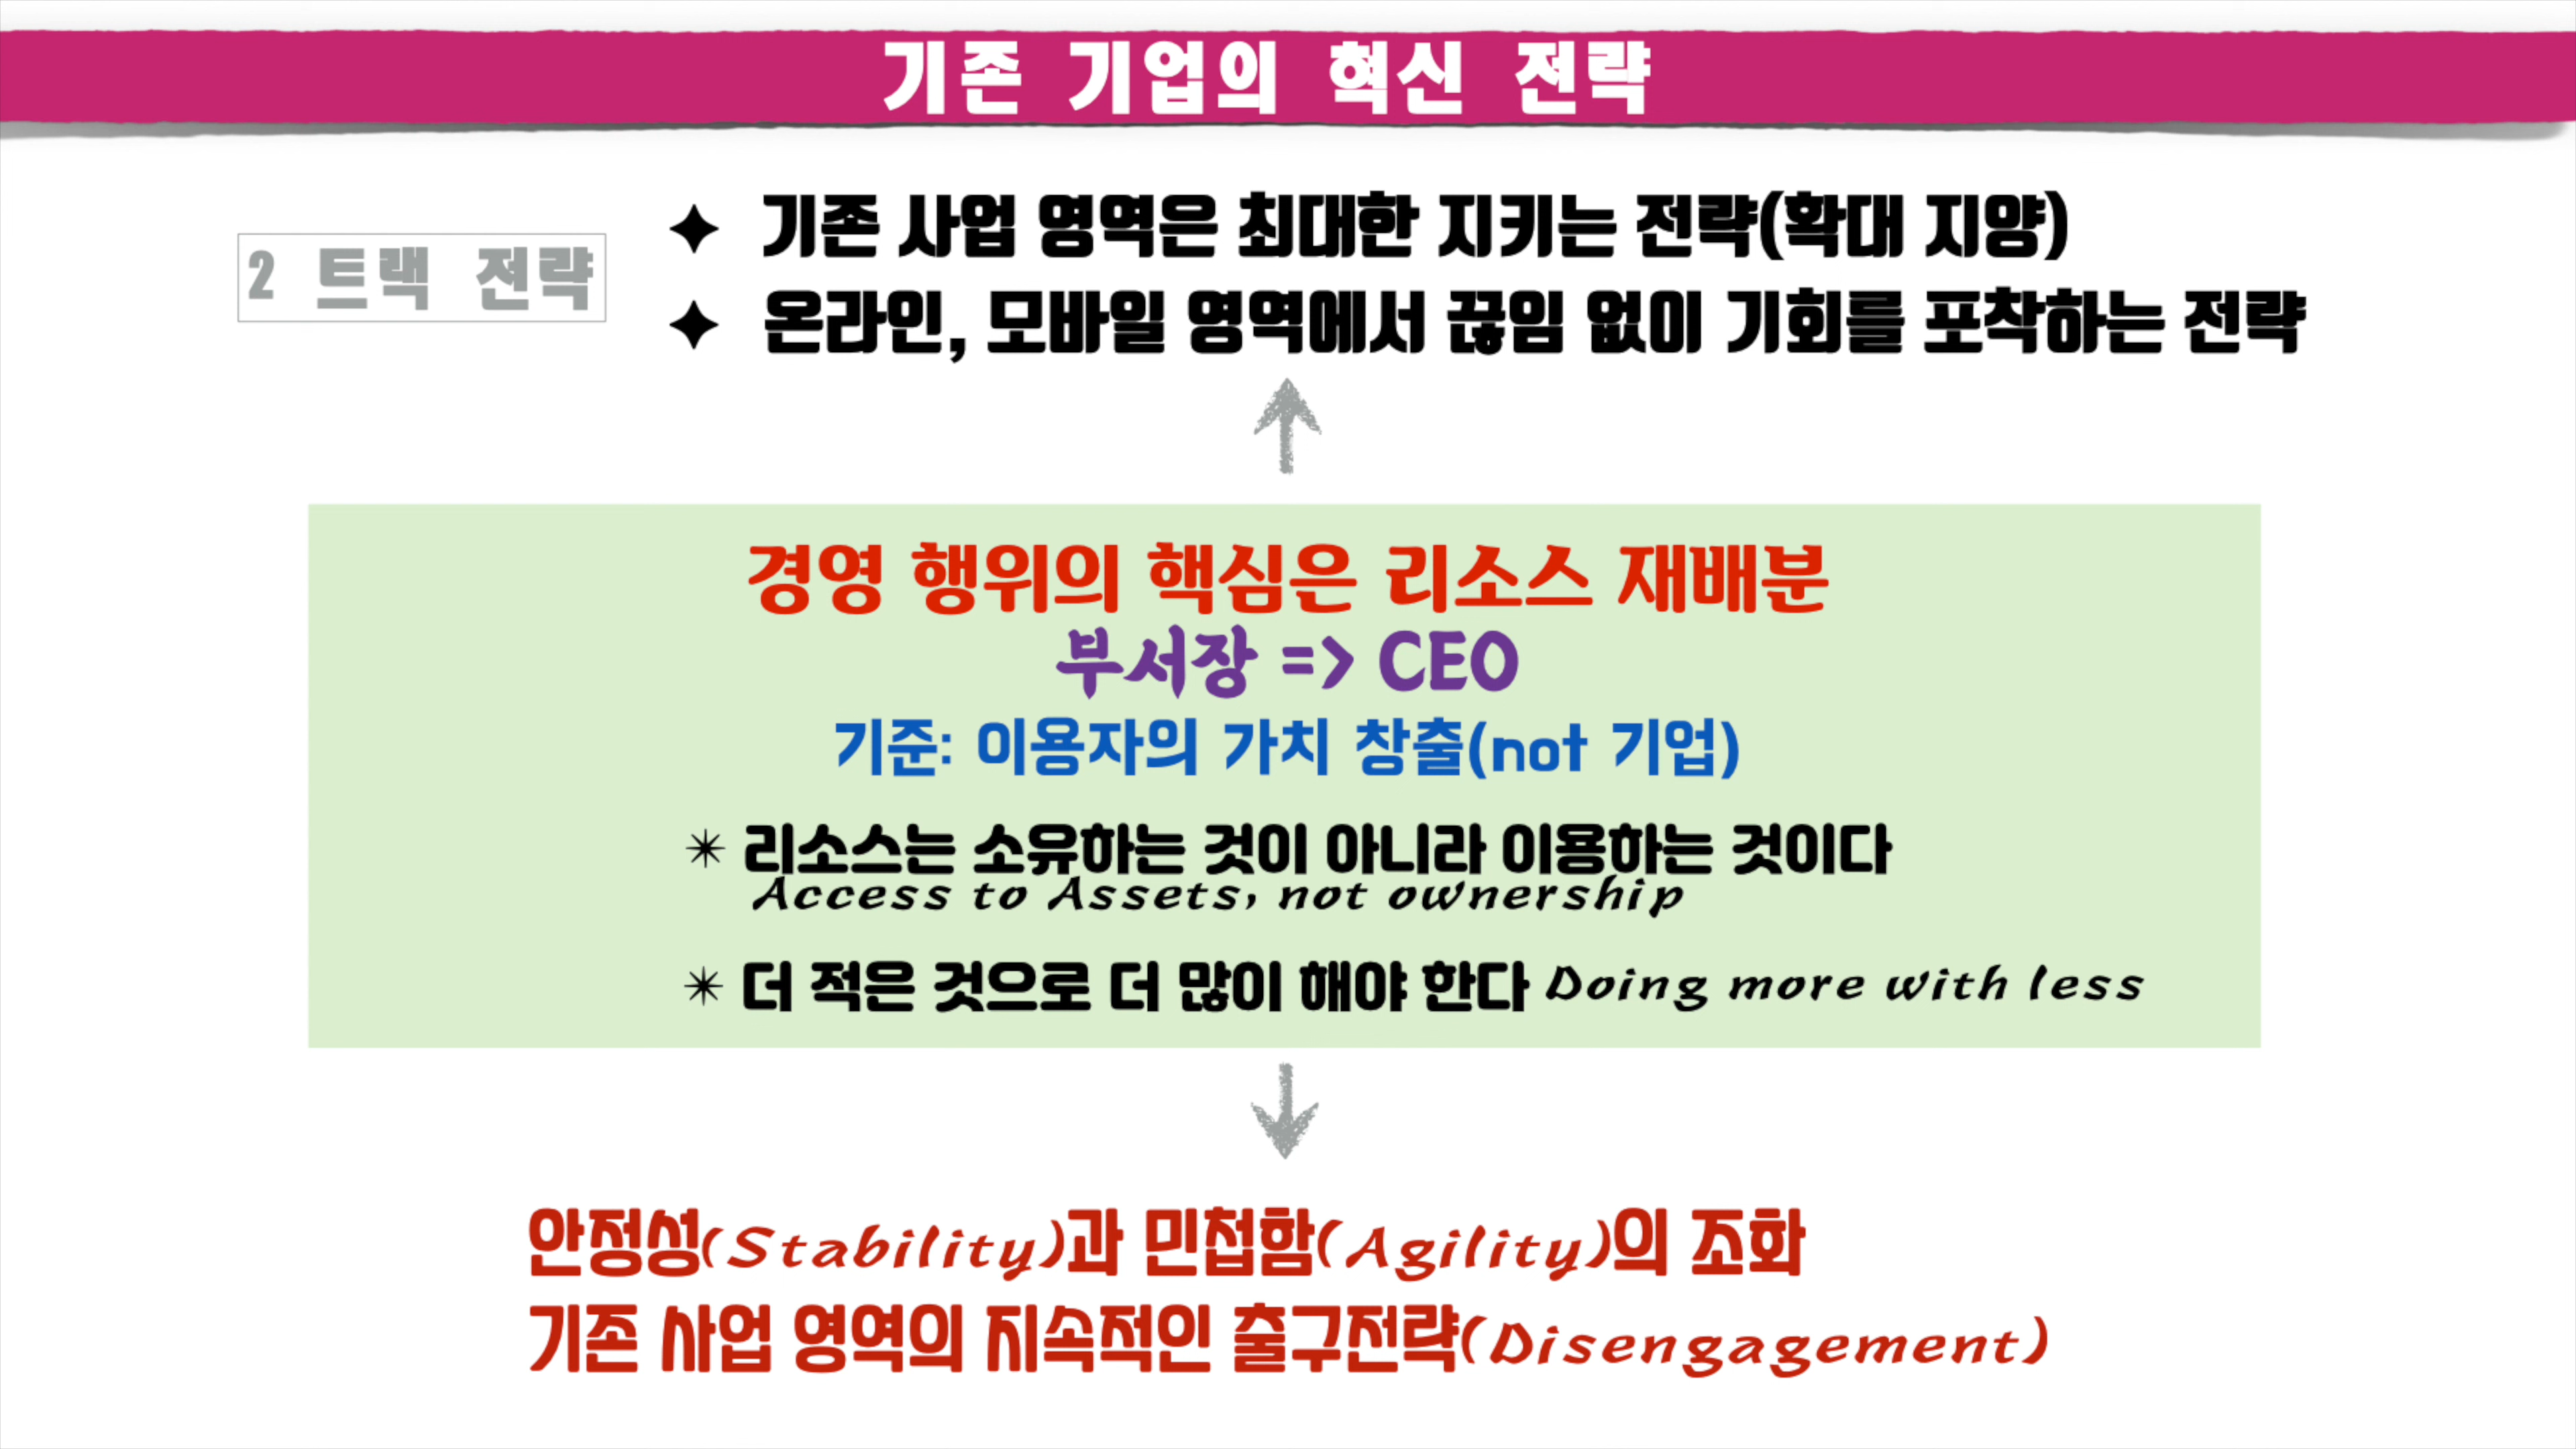 기존 기업의 혁신 전략
2 트랙 전략
✦ 기존 사업 영역은 최대한 지키는 전략(확대 지양)
✦ 온라인, 모바일 영역에서 끊임 없이 기회를 포착하는 전략
경영 행위의 핵심은 리소스 재배분
부서장 => CEO
기준: 이용자의 가치 창출(not 기업)
✴ 리소스는 소유하는 것이 아니라 이용하는 것이다
Access to Assets, not ownership
✴ 더 적은 것으로 더 많이 해야 한다 Doing more with less
안정성(Stability)과 민첩함(Agility)의 조화
기존 사업 영역의 지속적인 출구전략(Disengagement)